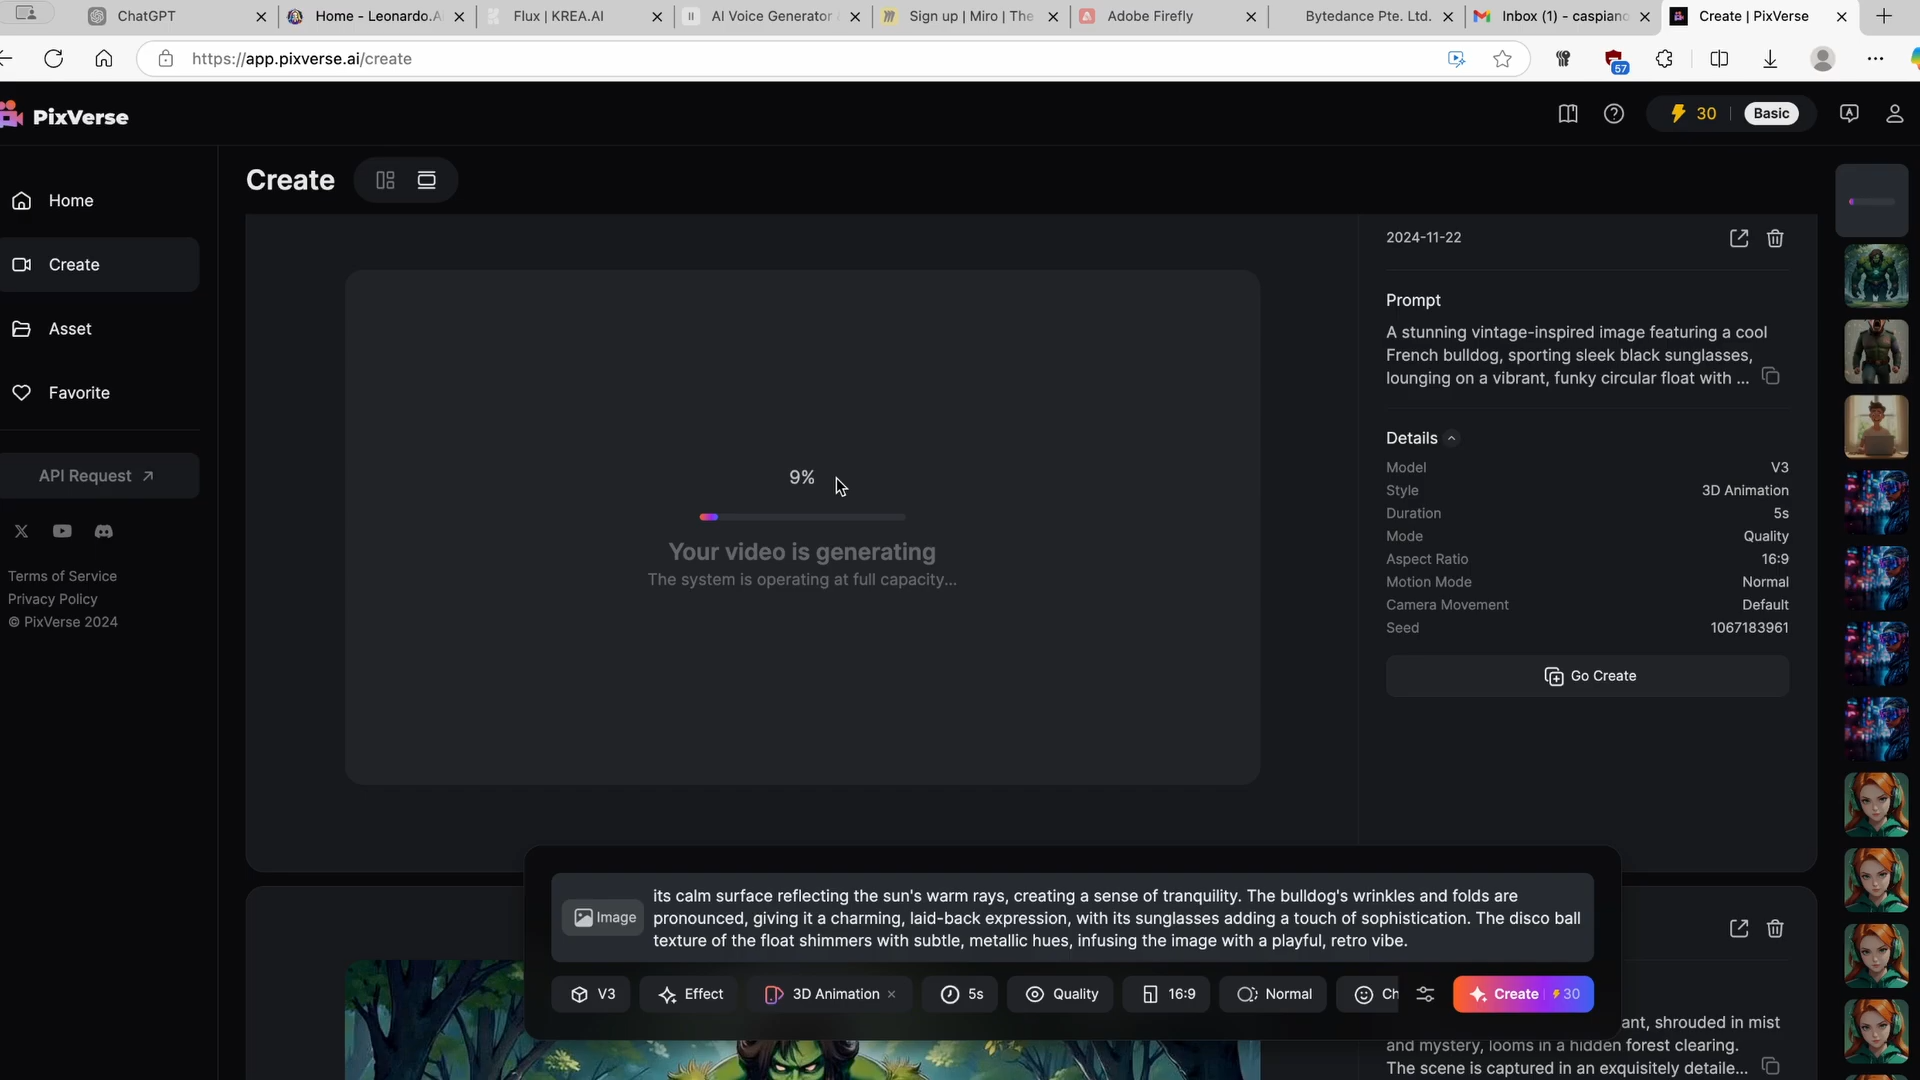 ChatGPT
Home - Leonardo.A
Flux | KREA.AI
AI Voice Generator
Sign up | Miro | The
Adobe Firefly
Bytedance Pte. Ltd.
Inbox (1) - caspiano
Create | PixVerse
https://app.pixverse.ai/create
57
PixVerse
30
Basic
Home
Create
Asset
Favorite
API Request
Terms of Service
Privacy Policy
© PixVerse 2024
Create
9%
Your video is generating
The system is operating at full capacity...
2024-11-22
Prompt
A stunning vintage-inspired image featuring a cool
French bulldog, sporting sleek black sunglasses,
lounging on a vibrant, funky circular float with ...
Details
Model V3
Style 3D Animation
Duration 5s
Mode Quality
Aspect Ratio 16:9
Motion Mode Normal
Camera Movement Default
Seed 1067183961
Go Create
Image
its calm surface reflecting the sun's warm rays, creating a sense of tranquility. The bulldog's wrinkles and folds are
pronounced, giving it a charming, laid-back expression, with its sunglasses adding a touch of sophistication. The disco ball
texture of the float shimmers with subtle, metallic hues, infusing the image with a playful, retro vibe.
V3
Effect
3D Animation
5s
Quality
16:9
Normal
Ch
Create 30
ant, shrouded in mist
and mystery, looms in a hidden forest clearing.
The scene is captured in an exquisitely detaile...